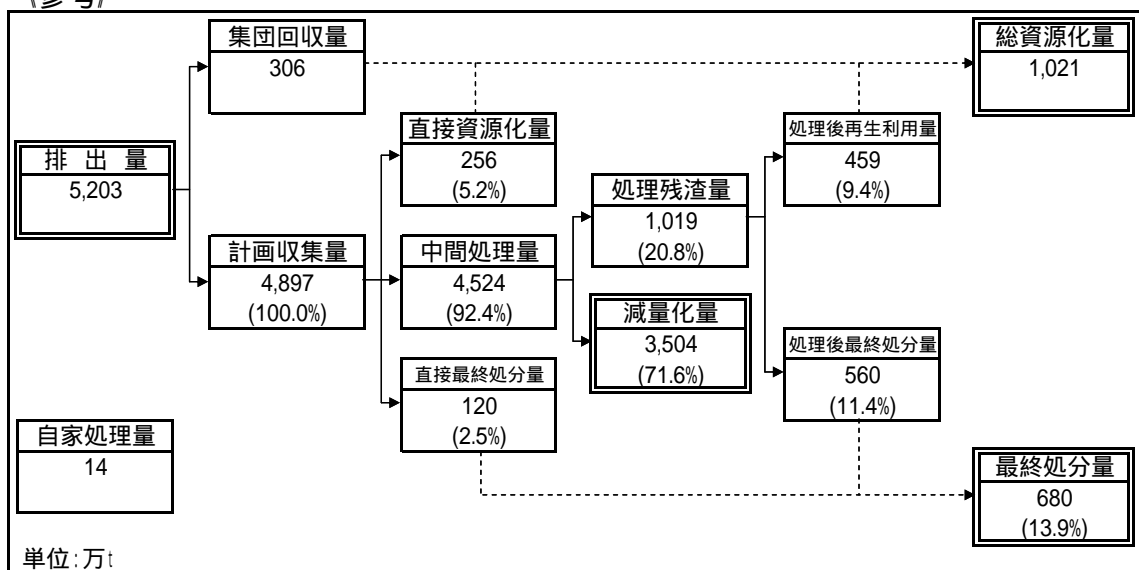 (参考)
集団回収量
306
総資源化量
1,021
直接資源化量
256
(5.2%)
処理後再生利用量
459
(9.4%)
排 出 量
5,203
処理残渣量
1,019
(20.8%)
計画収集量
4,897
(100.0%)
中間処理量
4,524
(92.4%)
減量化量
3,504
(71.6%)
直接最終処分量
120
(2.5%)
処理後最終処分量
560
(11.4%)
自家処理量
14
最終処分量
680
(13.9%)
単位:万t